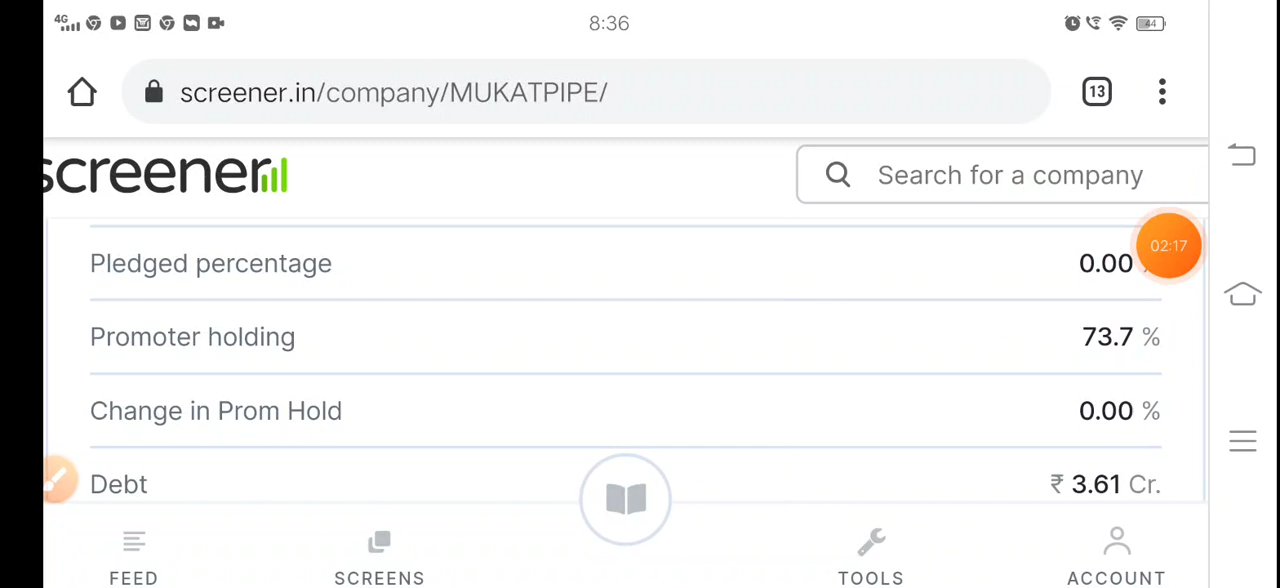 4G 8:36 44
screener.in/company/MUKATPIPE/ 13
screener Search for a company
02:17
Pledged percentage 0.00
Promoter holding 73.7 %
Change in Prom Hold 0.00 %
Debt ₹ 3.61 Cr.
FEED SCREENS TOOLS ACCOUNT